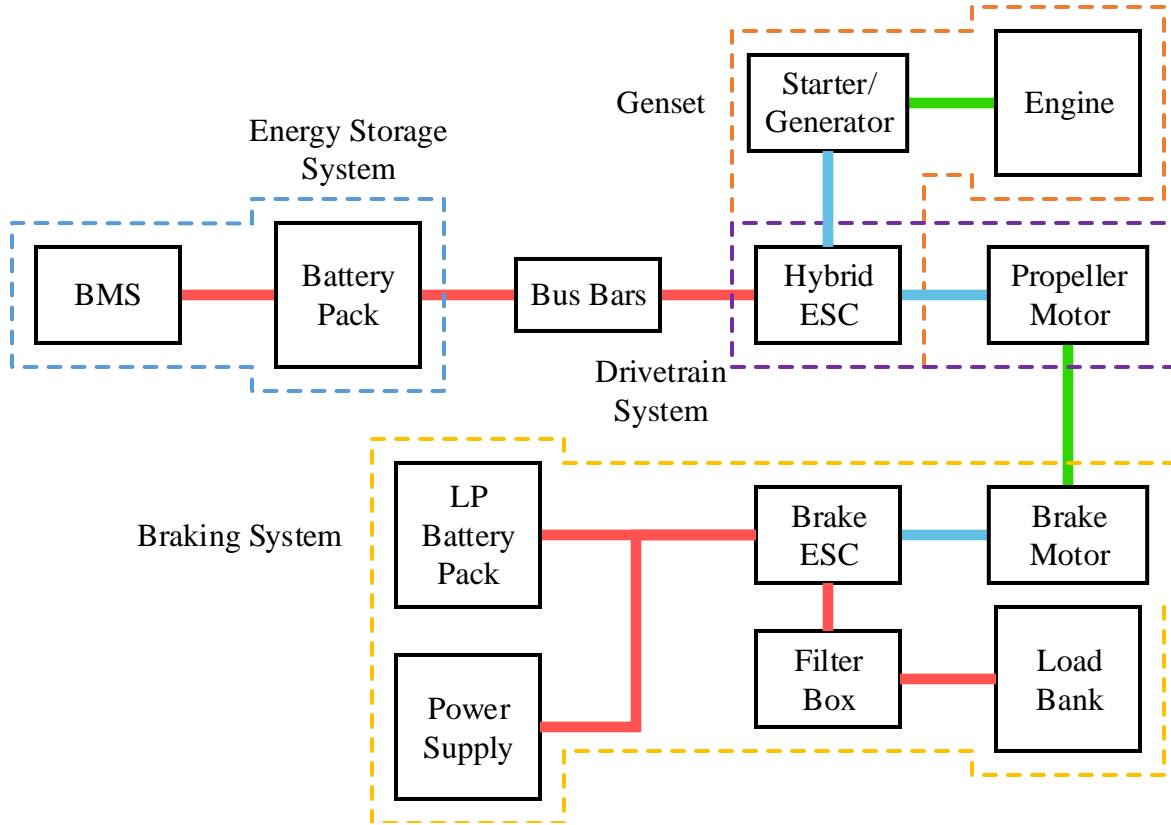 Genset
Starter/
Generator
Engine
Energy Storage
System
BMS
Battery
Pack
Bus Bars
Hybrid
ESC
Propeller
Motor
Drivetrain
System
Braking System
LP
Battery
Pack
Brake
ESC
Brake
Motor
Power
Supply
Filter
Box
Load
Bank